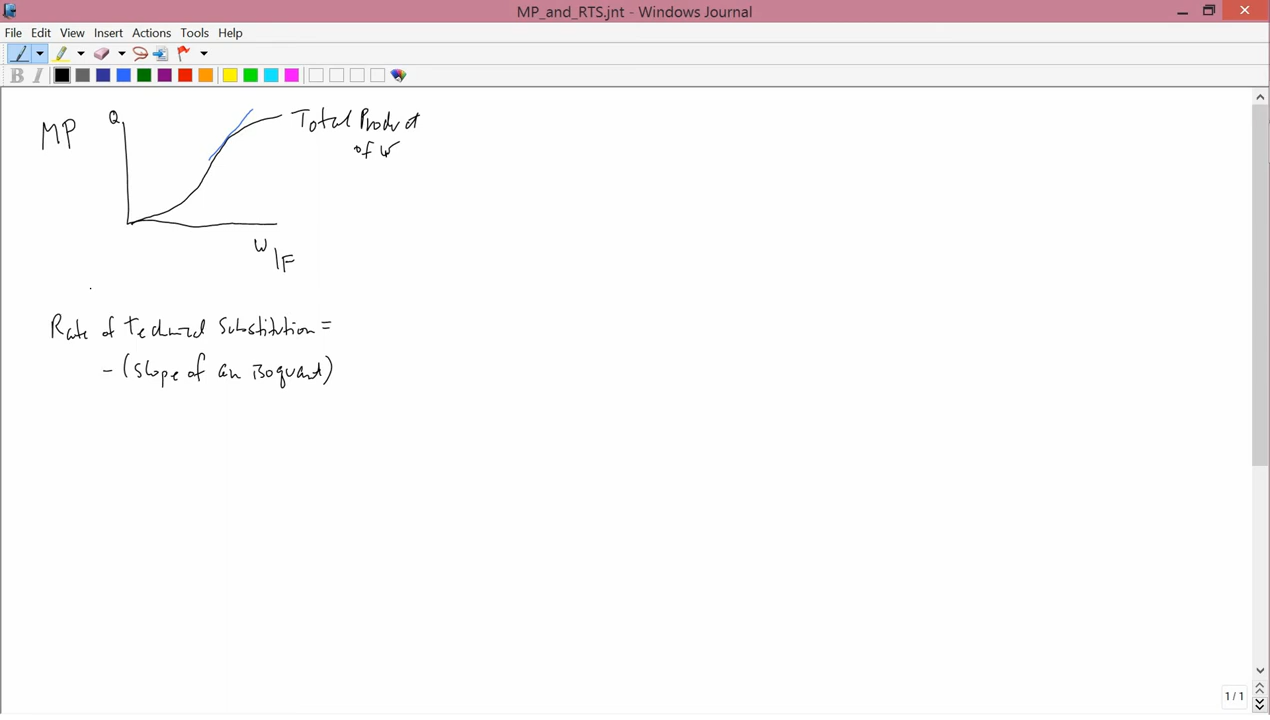 MP_and_RTS.jnt - Windows Journal
File Edit View Insert Actions Tools Help
B I
MP
Q
Total Product
of W
W
|F
Rate of Technical Substitution =
- (Slope of an Isoquant)
1 / 1